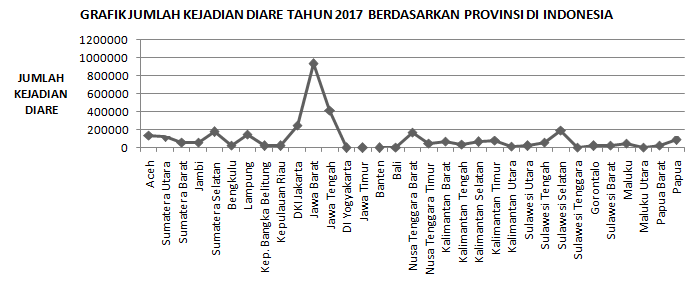 GRAFIK JUMLAH KEJADIAN DIARE TAHUN 2017 BERDASARKAN PROVINSI DI INDONESIA
JUMLAH
KEJADIAN
DIARE
1200000
1000000
800000
600000
400000
200000
0
Aceh
Sumatera Utara
Sumatera Barat
Jambi
Sumatera Selatan
Bengkulu
Lampung
Kep. Bangka Belitung
Kepulauan Riau
DKI Jakarta
Jawa Barat
Jawa Tengah
DI Yogyakarta
Jawa Timur
Banten
Bali
Nusa Tenggara Barat
Nusa Tenggara Timur
Kalimantan Barat
Kalimantan Tengah
Kalimantan Selatan
Kalimantan Timur
Kalimantan Utara
Sulawesi Utara
Sulawesi Tengah
Sulawesi Selatan
Sulawesi Tenggara
Gorontalo
Sulawesi Barat
Maluku
Maluku Utara
Papua Barat
Papua